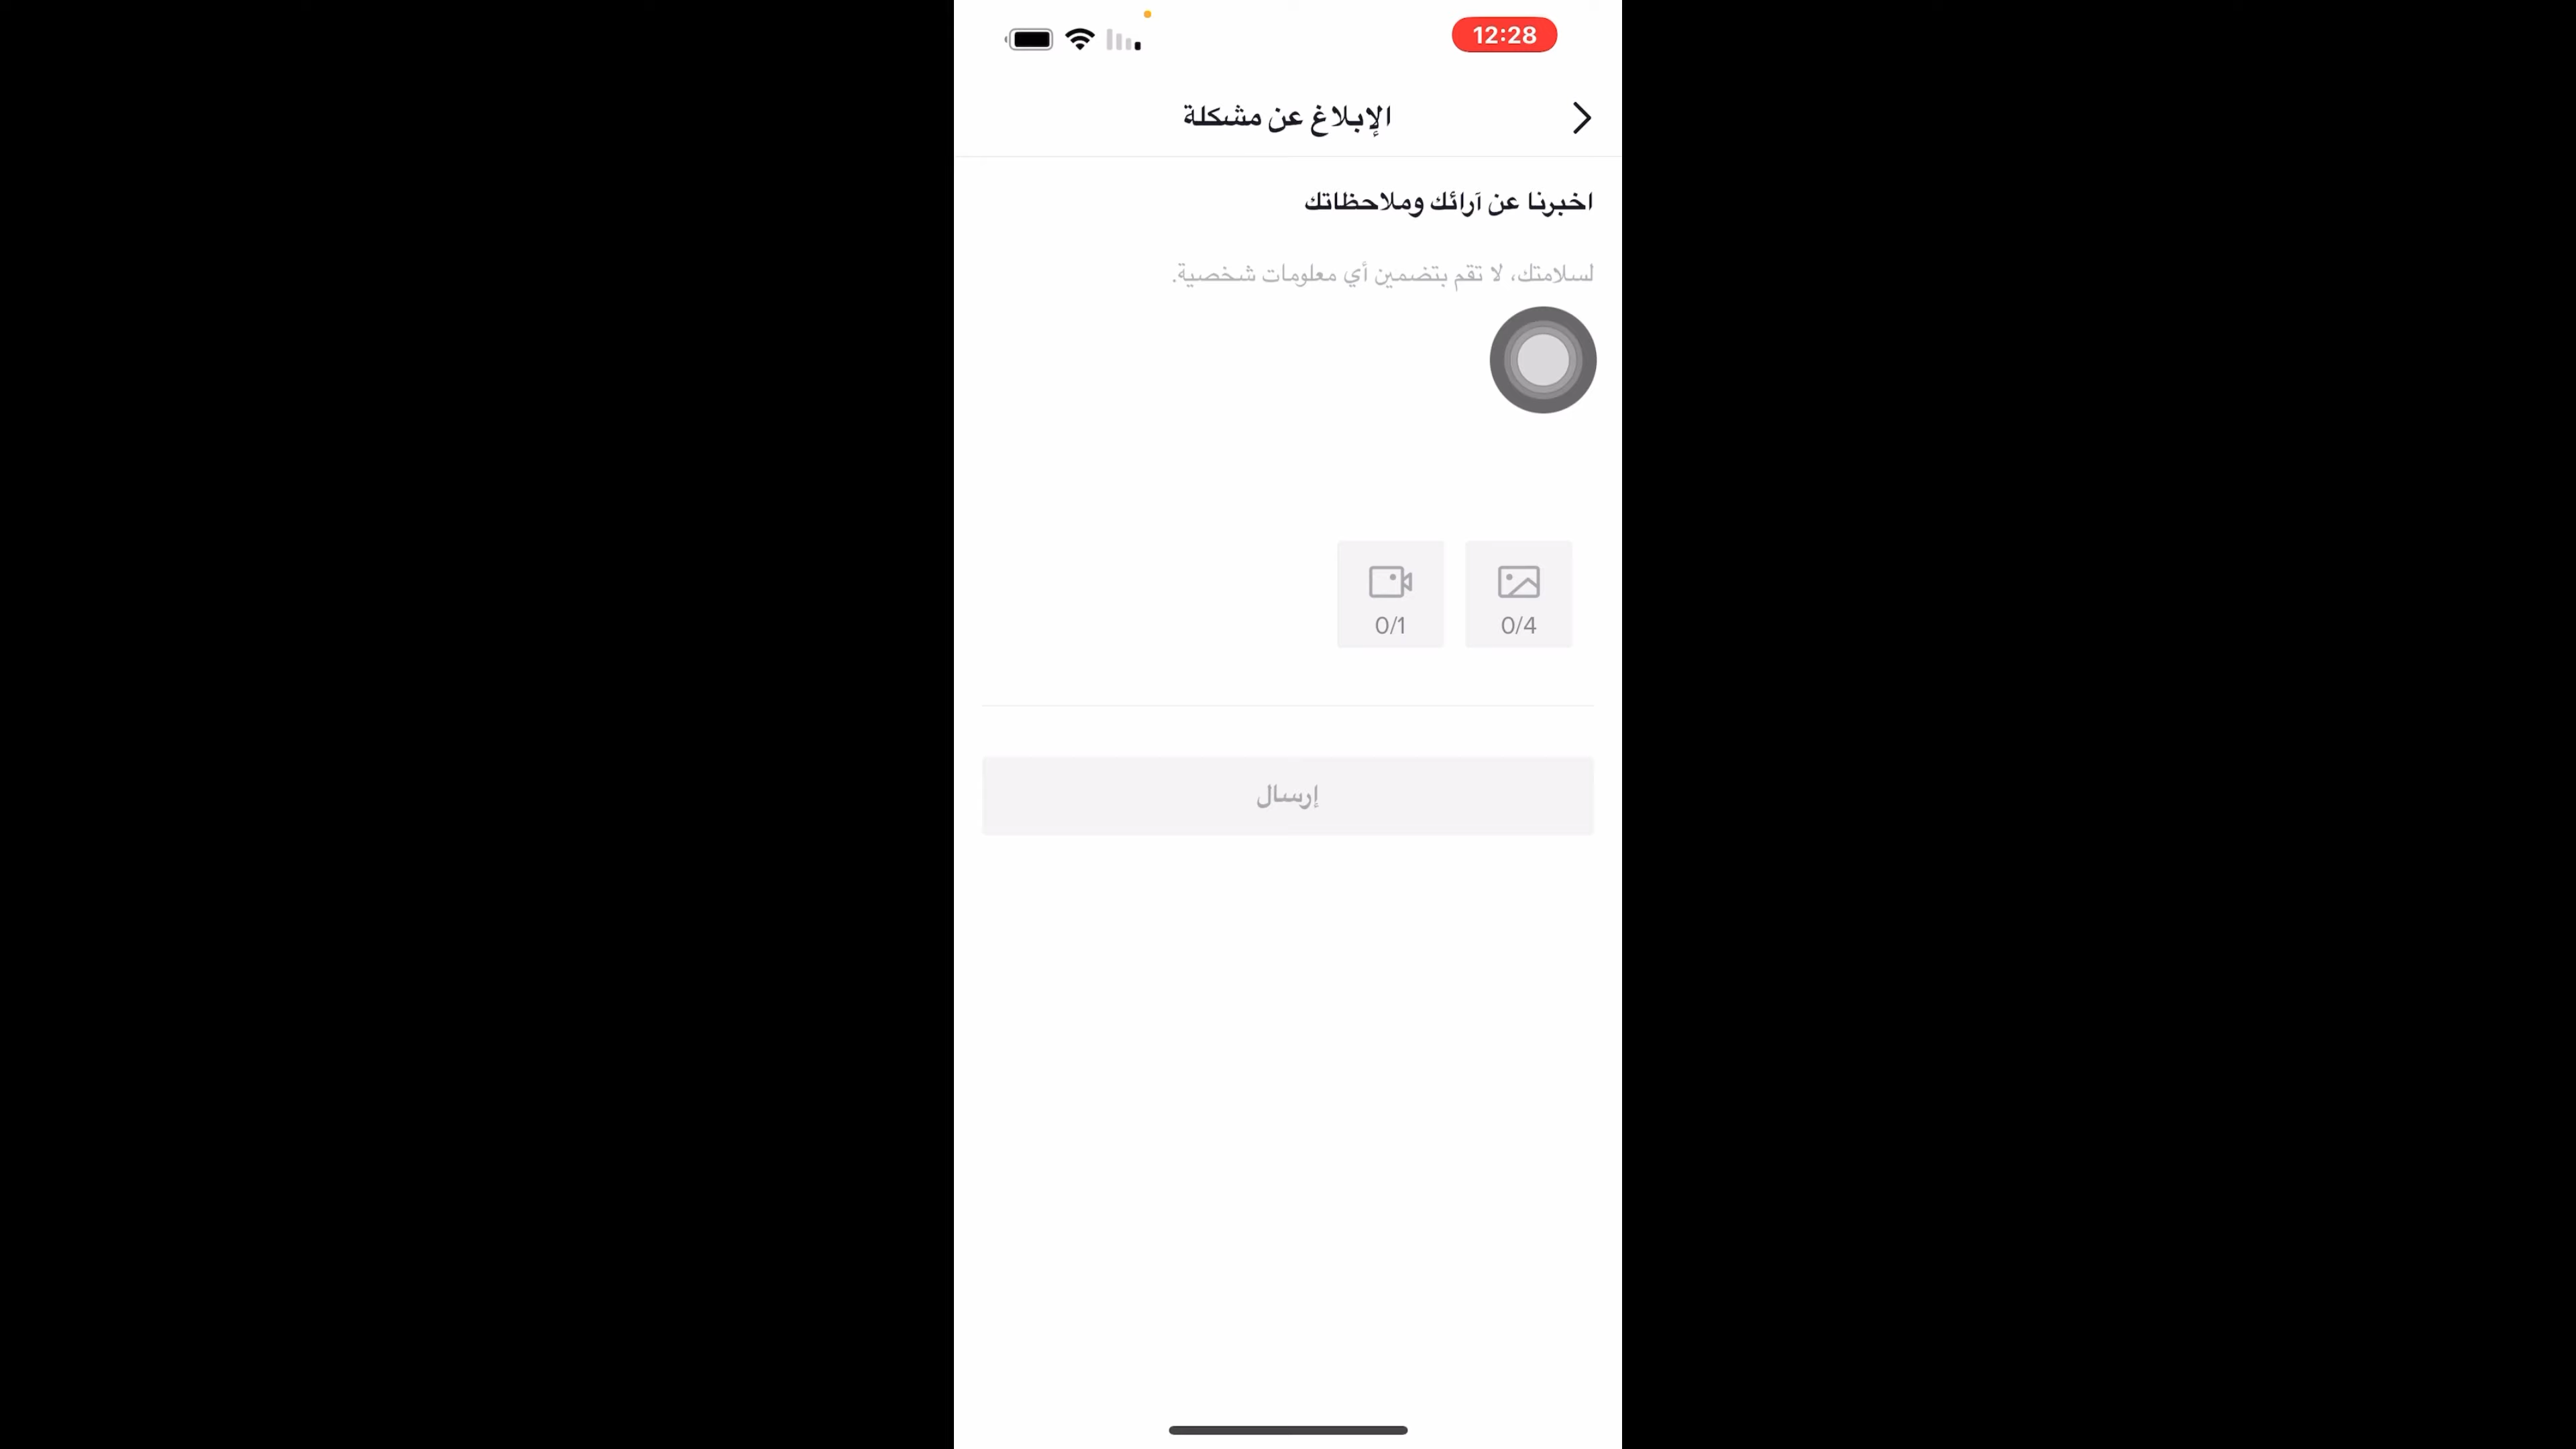 12:28
الإبلاغ عن مشكلة
اخبرنا عن آرائك وملاحظاتك
لسلامتك، لا تقم بتضمين أي معلومات شخصية.
0/4
0/1
إرسال